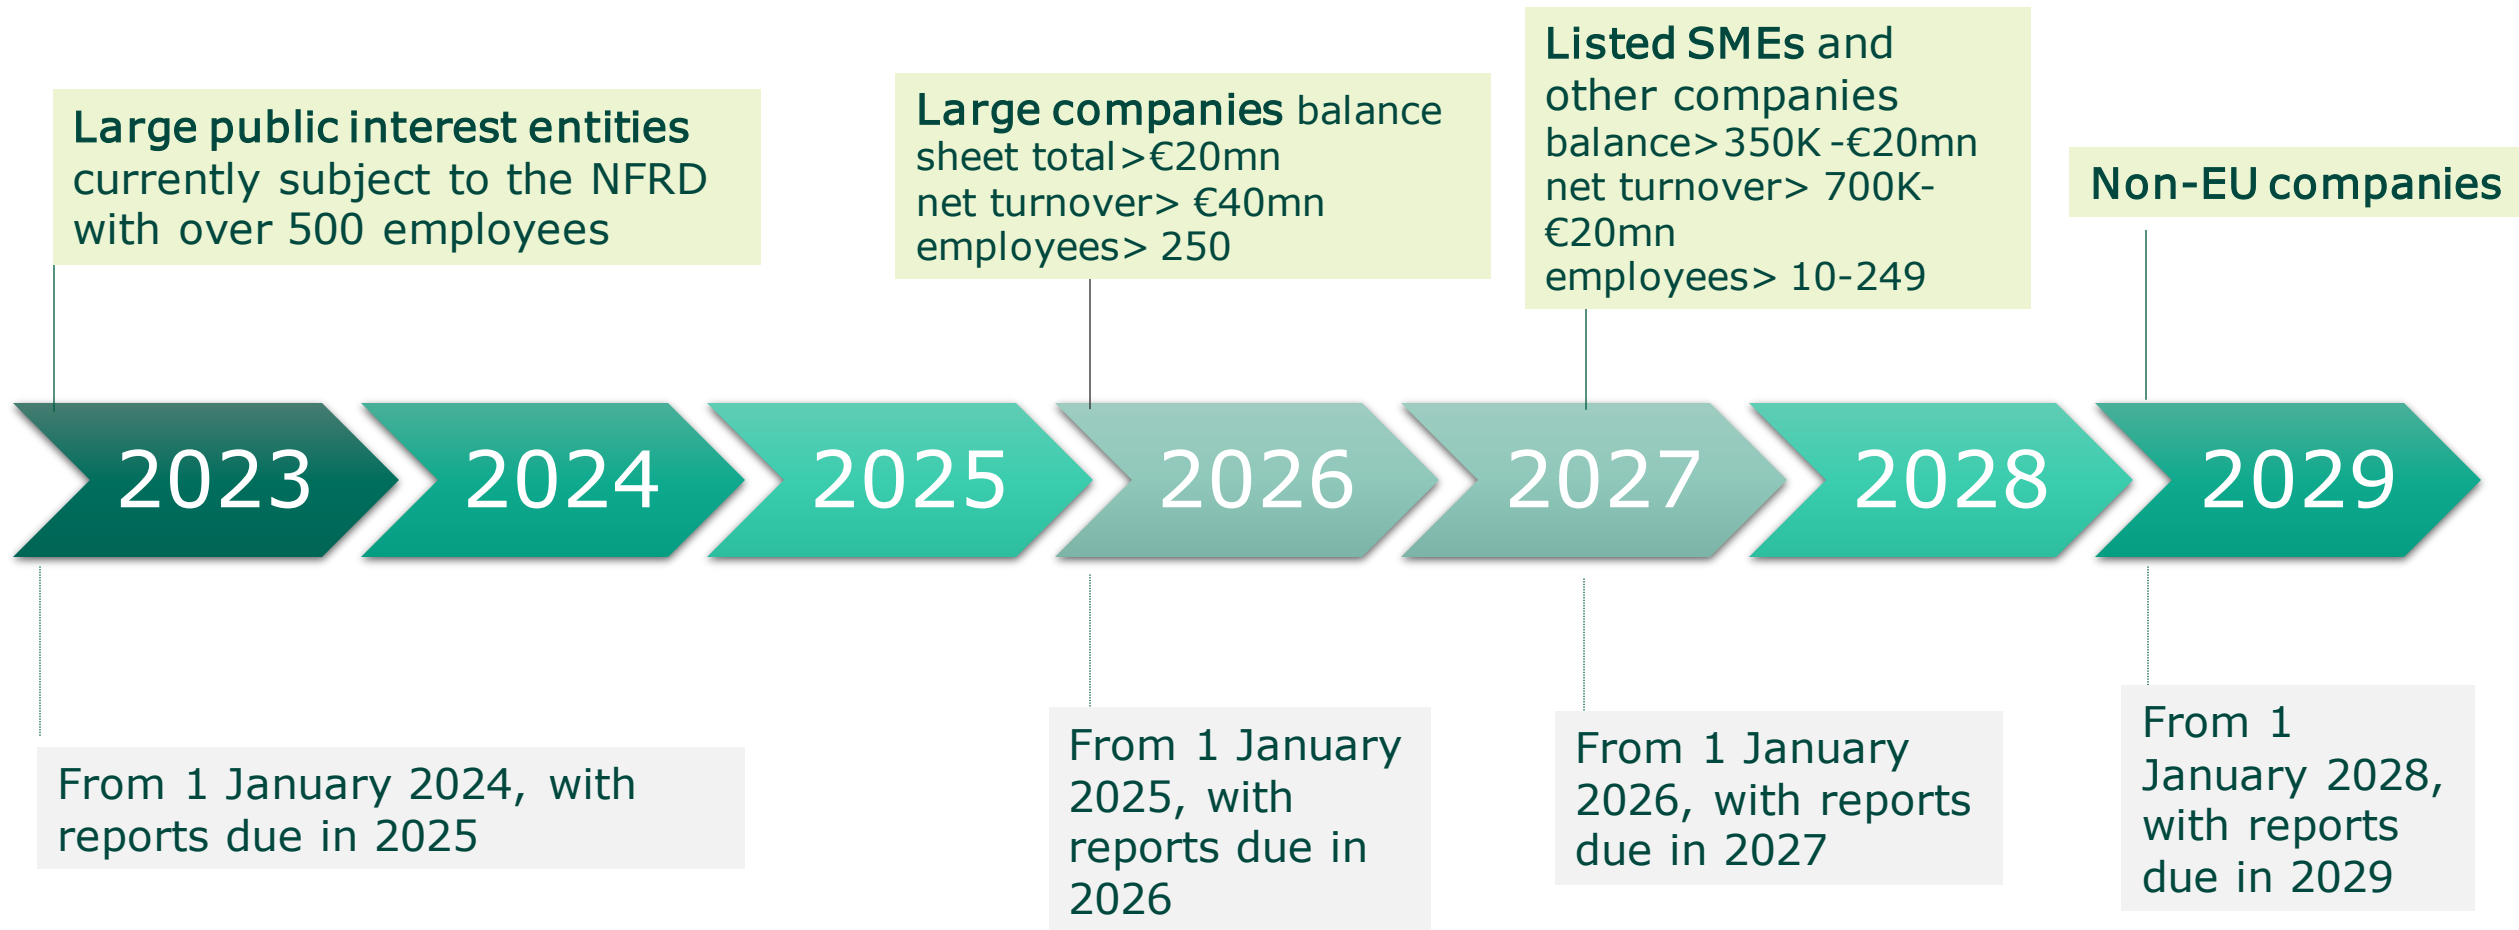 Large public interest entities
currently subject to the NFRD
with over 500 employees
Large companies balance
sheet total>€20mn
net turnover> €40mn
employees> 250
Listed SMEs and
other companies
balance>350K -€20mn
net turnover> 700K-
€20mn
employees> 10-249
Non-EU companies
2023
2024
2025
2026
2027
2028
2029
From 1 January 2024, with
reports due in 2025
From 1 January
2025, with
reports due in
2026
From 1 January
2026, with reports
due in 2027
From 1
January 2028,
with reports
due in 2029